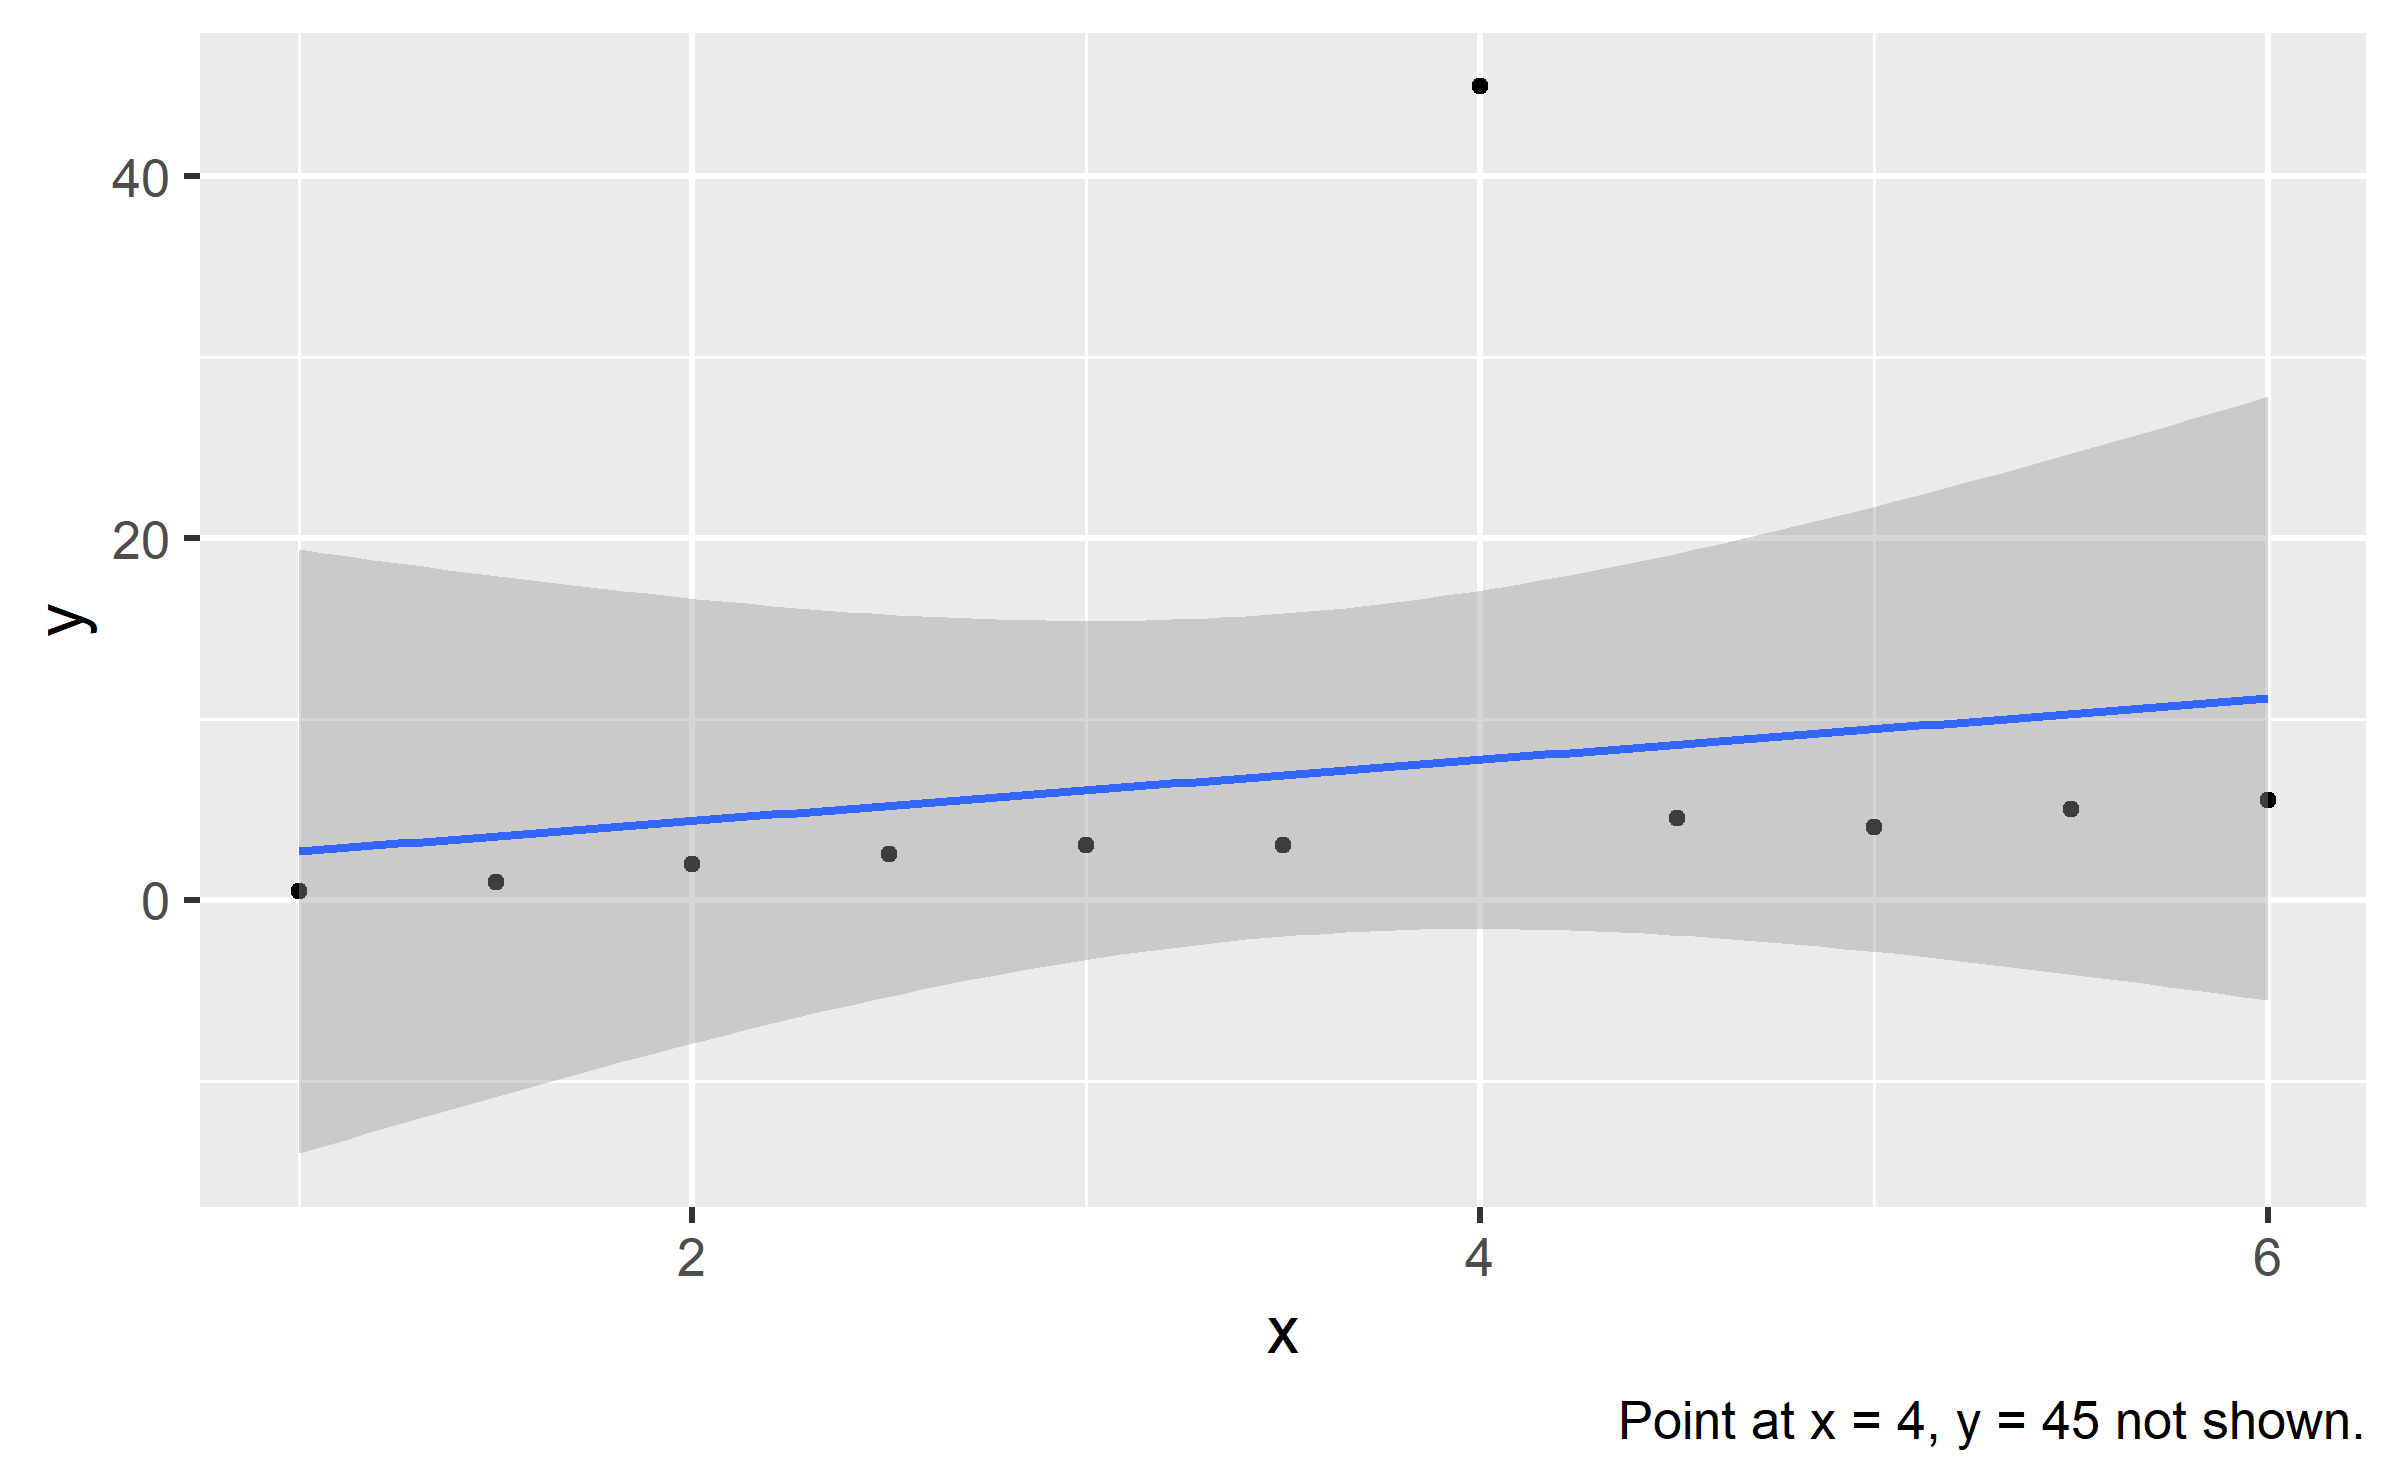 40
20
0
y
2 4 6
x
Point at x = 4, y = 45 not shown.